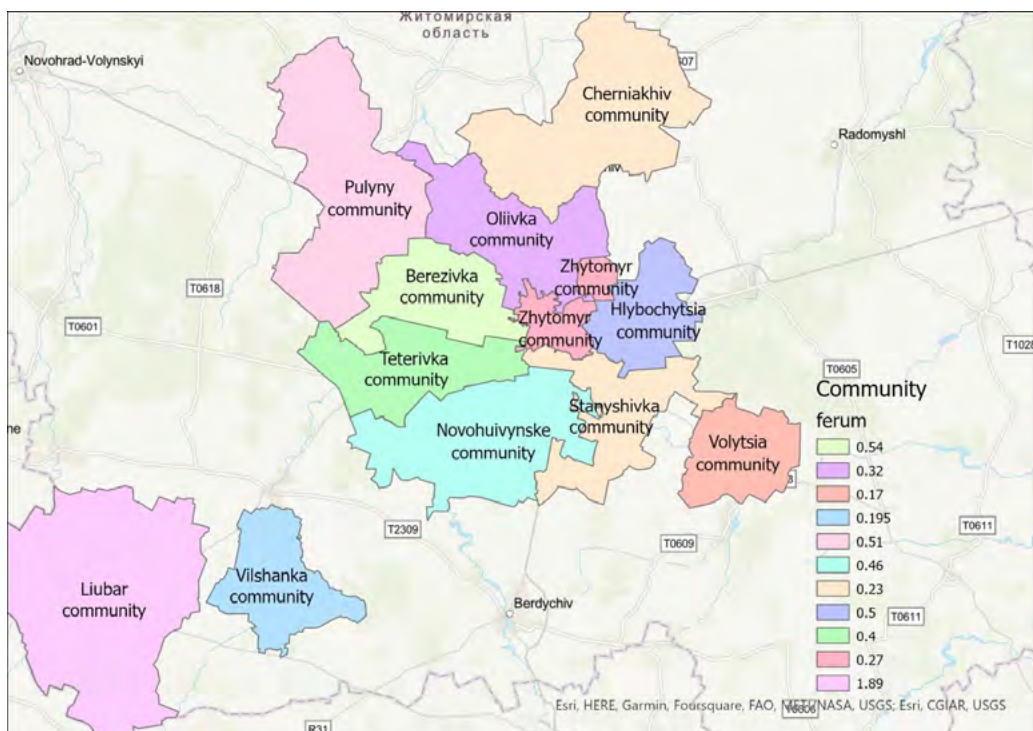 Житомирская
область
Novohrad-Volynskyi
Cherniakhiv
community
Radomyshl
Pulyny
community
Oliivka
community
Zhytomyr
community
Berezivka
community
T0618
Hlybochytsia
community
Zhytomyr
community
T0601
T1028
Teterivka
community
T0605
Stanyshivka
community
Novohuivynske
community
Volytsia
community
T2309
T0609
T0611
Liubar
community
Vilshanka
community
Berdychiv
T0611
R31
Community
ferum
0.54
0.32
0.17
0.195
0.51
0.46
0.23
0.5
0.4
0.27
1.89
Esri, HERE, Garmin, Foursquare, FAO, METI/NASA, USGS; Esri, CGIAR, USGS